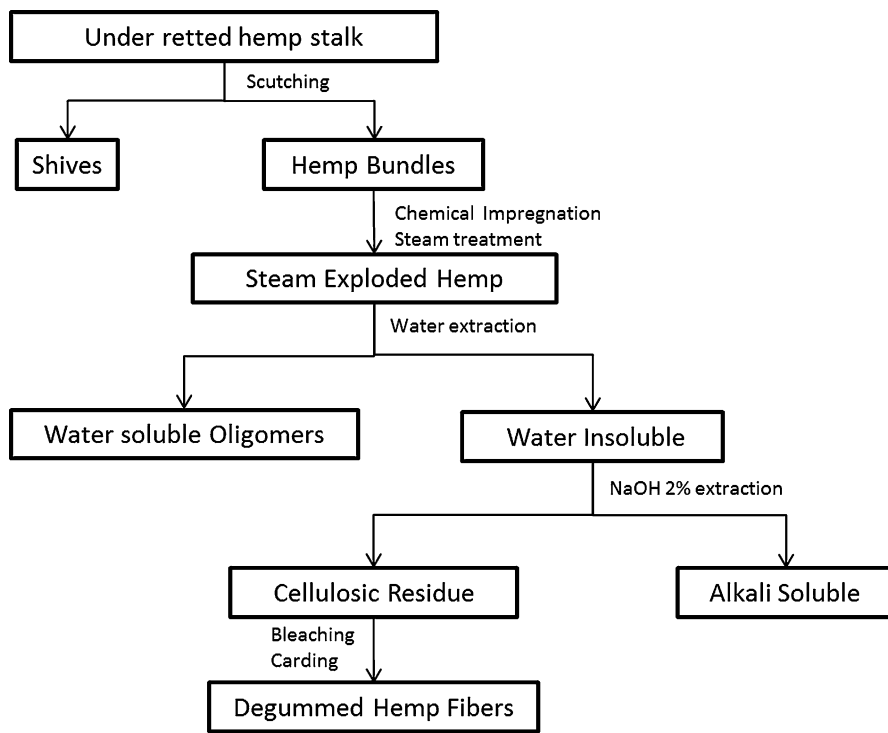 Under retted hemp stalk
Scutching
Shives
Hemp Bundles
Chemical Impregnation
Steam treatment
Steam Exploded Hemp
Water extraction
Water soluble Oligomers
Water Insoluble
NaOH 2% extraction
Cellulosic Residue
Alkali Soluble
Bleaching
Carding
Degummed Hemp Fibers